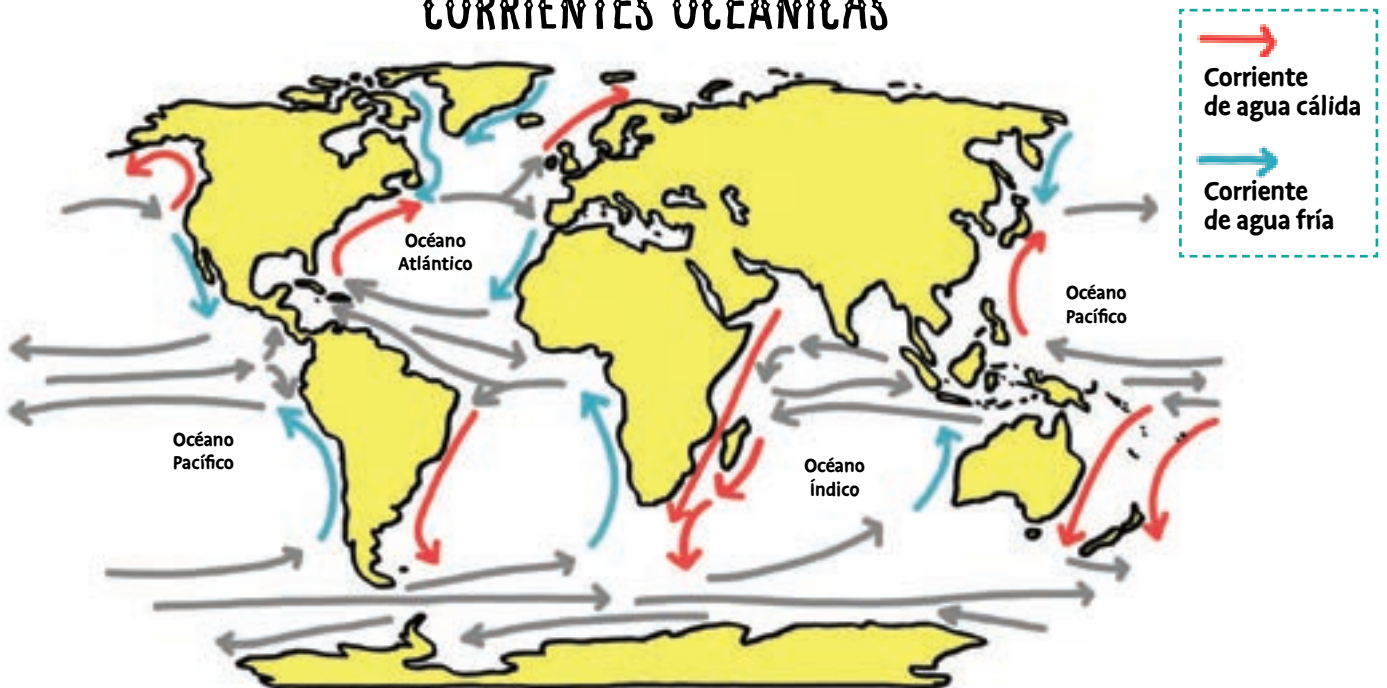 CORRIENTES OCEÁNICAS
Corriente
de agua cálida
Corriente
de agua fría
Océano
Atlántico
Océano
Pacífico
Océano
Pacífico
Océano
Índico